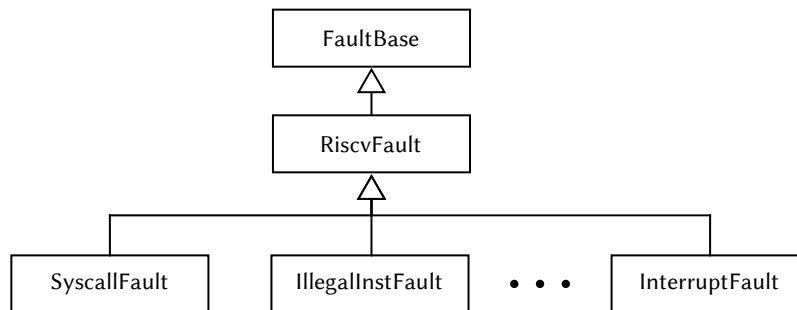 FaultBase
RiscvFault
SyscallFault
IllegalInstFault
• • •
InterruptFault